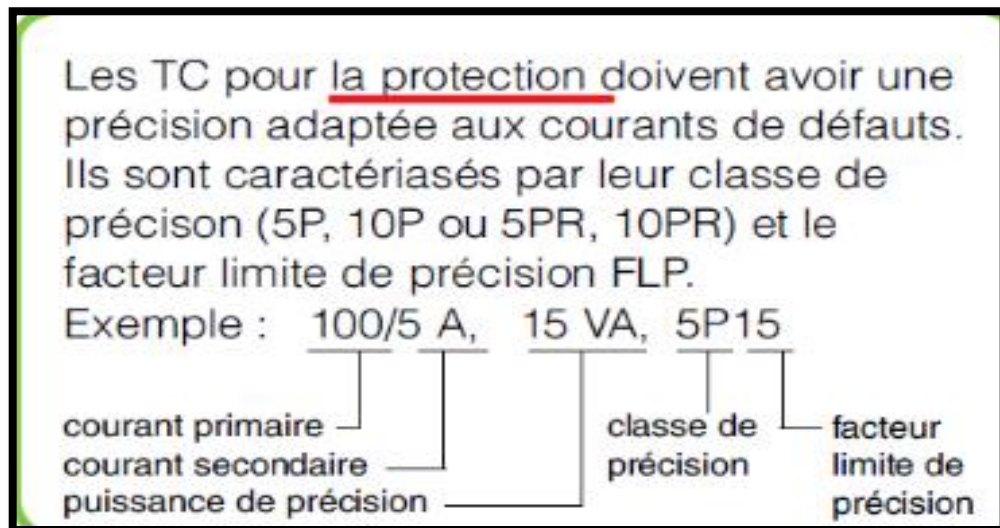 Les TC pour la protection doivent avoir une
précision adaptée aux courants de défauts.
Ils sont caractériasés par leur classe de
précison (5P, 10P ou 5PR, 10PR) et le
facteur limite de précision FLP.
Exemple : 100/5 A, 15 VA, 5P15
courant primaire
courant secondaire
puissance de précision
classe de
précision
facteur
limite de
précision